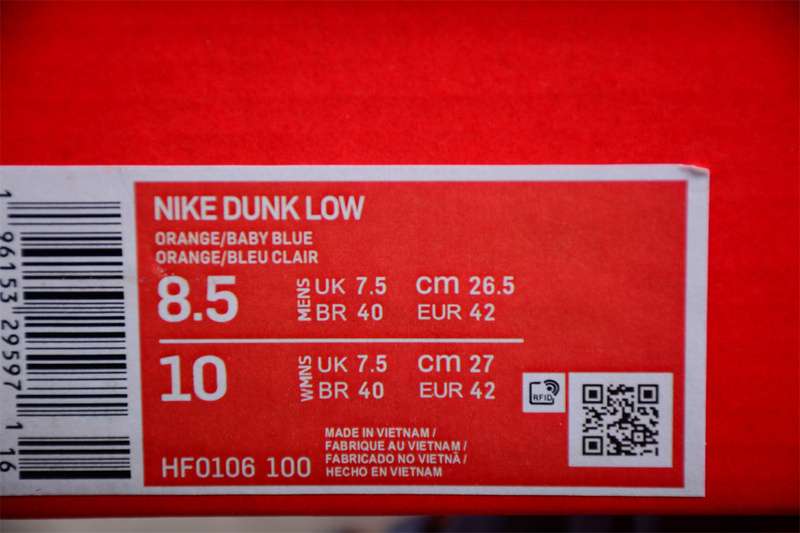 NIKE DUNK LOW
ORANGE/BABY BLUE
ORANGE/BLEU CLAIR
8.5 MENS UK 7.5 cm 26.5
BR 40 EUR 42
10 WMNS UK 7.5 cm 27
BR 40 EUR 42
RFID
MADE IN VIETNAM /
FABRIQUE AU VIETNAM /
FABRICADO NO VIETNÃ /
HECHO EN VIETNAM
HF0106 100
1 96153 29597 1 16